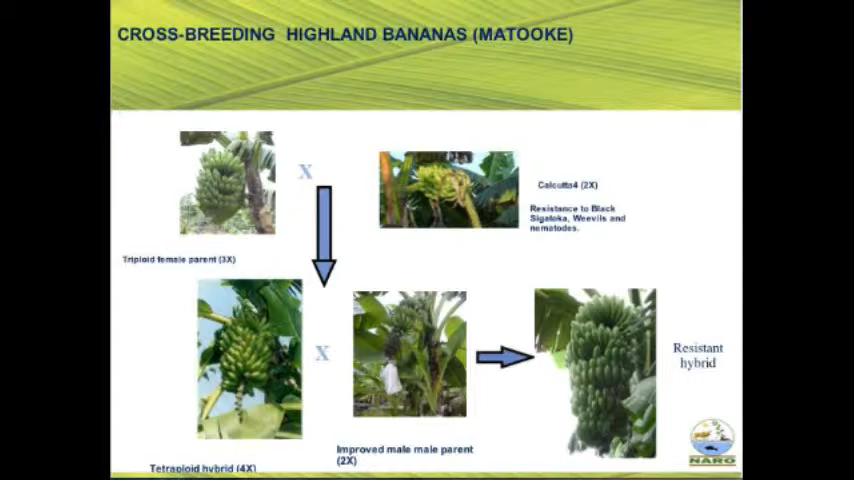 CROSS-BREEDING HIGHLAND BANANAS (MATOOKE)
X
Calcutta4 (2X)
Resistance to Black
Sigatoka, Weevils and
nematodes.
Triploid female parent (3X)
X
Resistant
hybrid
Improved male male parent
(2X)
Tetraploid hybrid (4X)
NARO